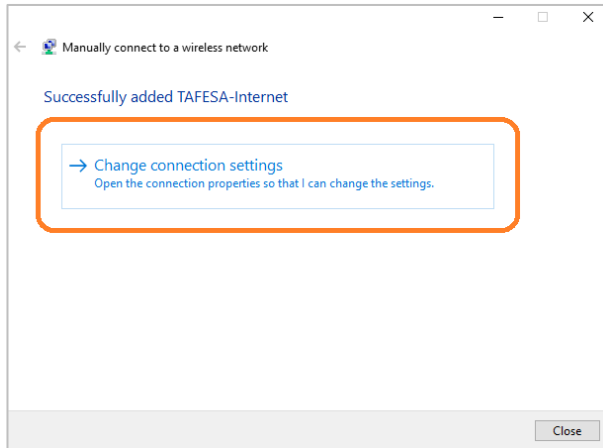 Manually connect to a wireless network
Successfully added TAFESA-Internet
Change connection settings
Open the connection properties so that I can change the settings.
Close